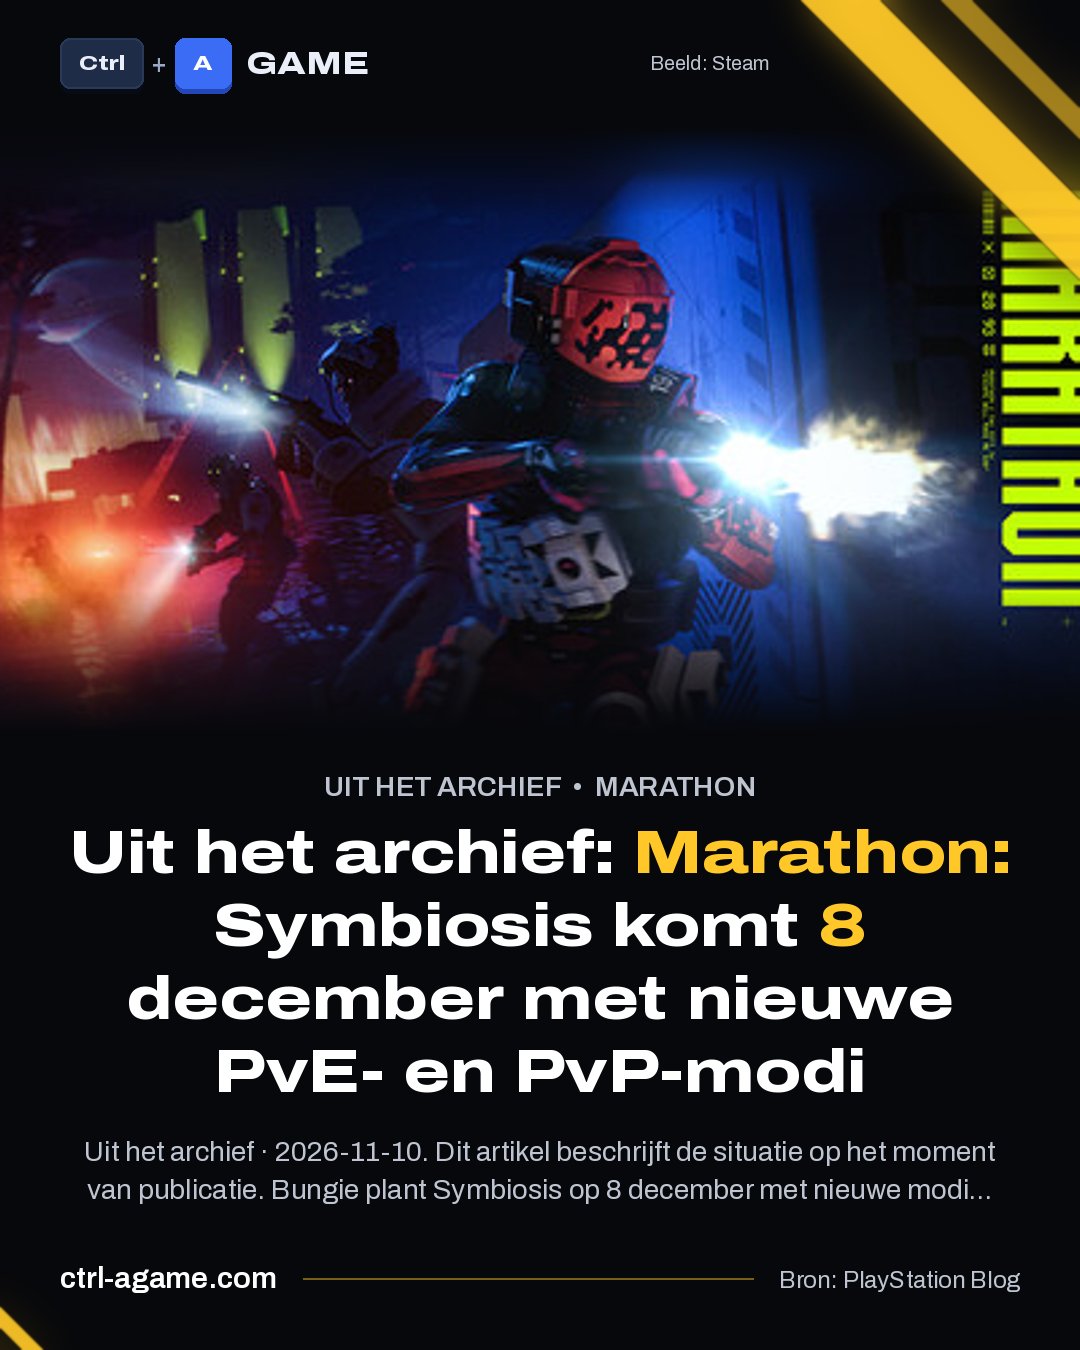 Ctrl + A GAME
Beeld: Steam
MARATHON
UIT HET ARCHIEF • MARATHON
Uit het archief: Marathon:
Symbiosis komt 8
december met nieuwe
PvE- en PvP-modi
Uit het archief · 2026-11-10. Dit artikel beschrijft de situatie op het moment
van publicatie. Bungie plant Symbiosis op 8 december met nieuwe modi...
ctrl-agame.com
Bron: PlayStation Blog